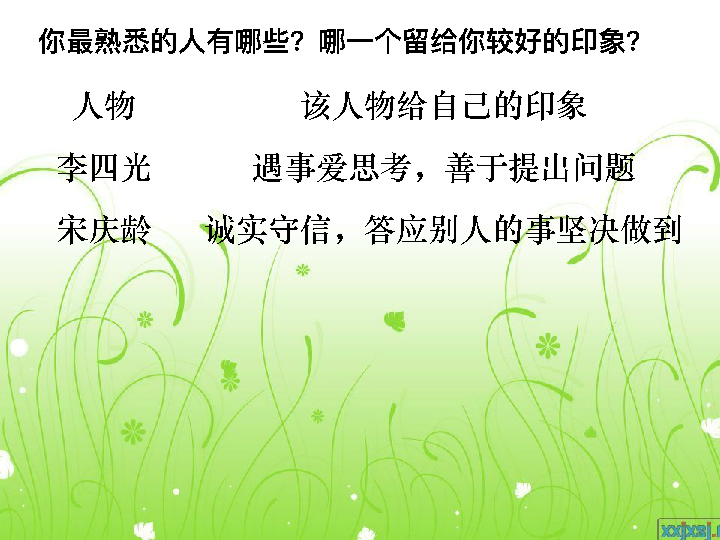 你最熟悉的人有哪些？哪一个留给你较好的印象？
人物 该人物给自己的印象
李四光 遇事爱思考，善于提出问题
宋庆龄 诚实守信，答应别人的事坚决做到